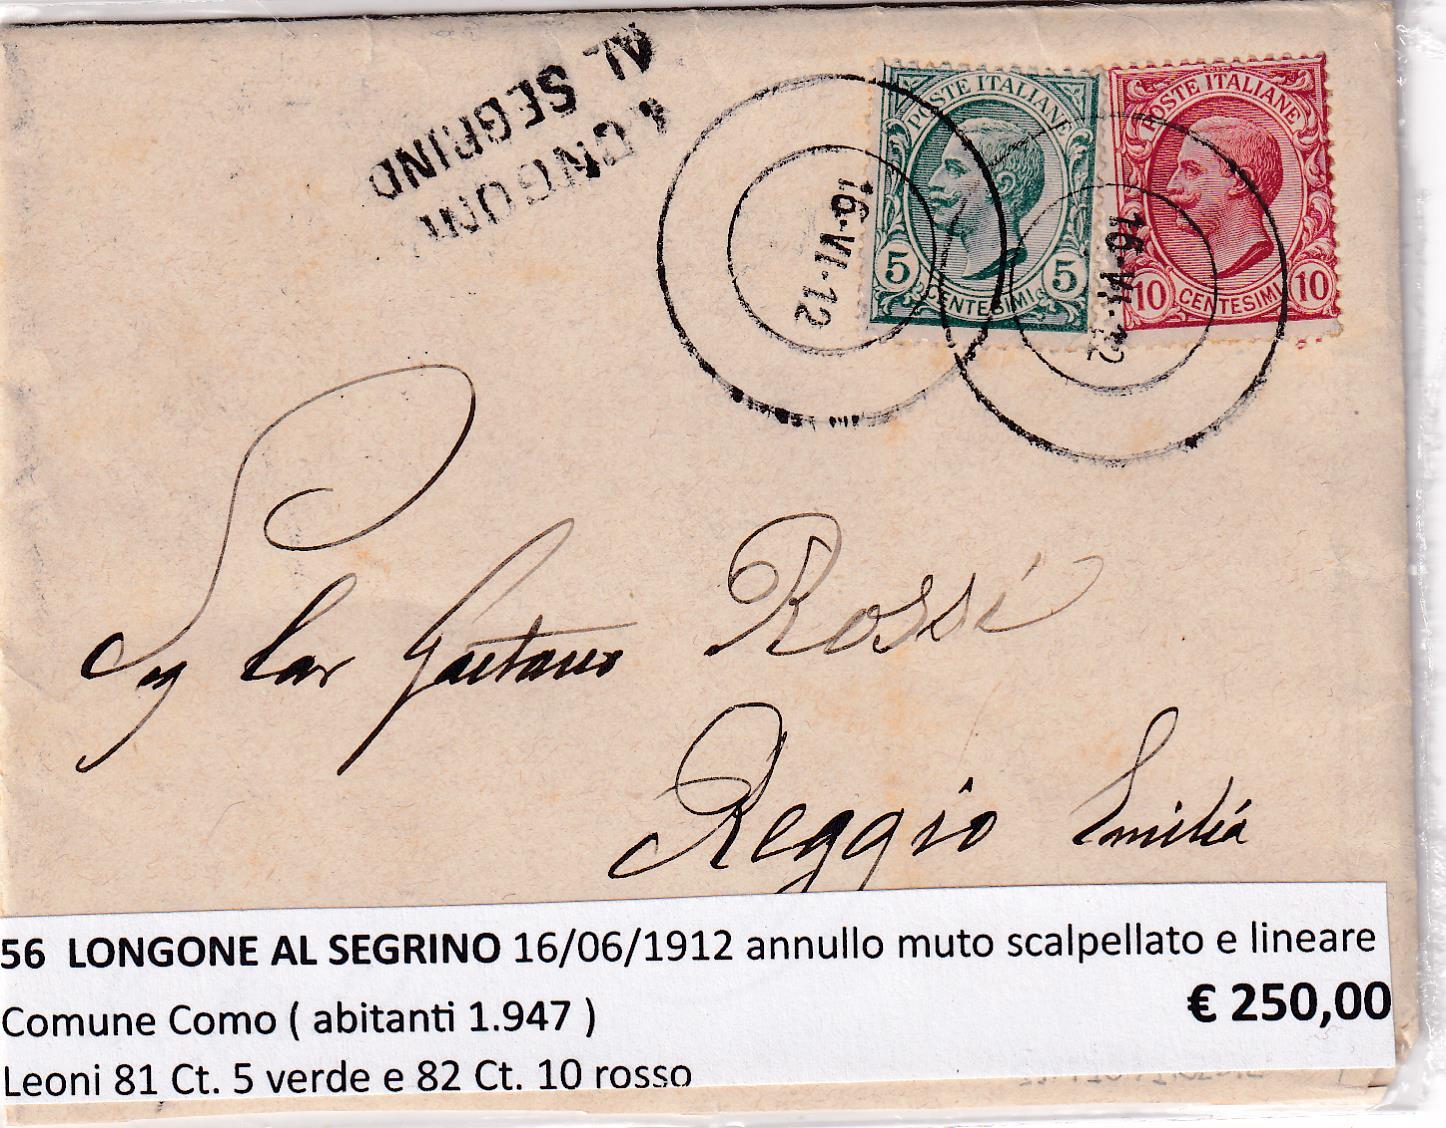 LONGONE
AL SEGRINO
POSTE ITALIANE
5 5
CENTESIMI
POSTE ITALIANE
10 10
CENTESIMI
16·VI·12
16·VI·12
Gaetano Rossi
Reggio Emilia
56 LONGONE AL SEGRINO 16/06/1912 annullo muto scalpellato e lineare
Comune Como ( abitanti 1.947 ) € 250,00
Leoni 81 Ct. 5 verde e 82 Ct. 10 rosso